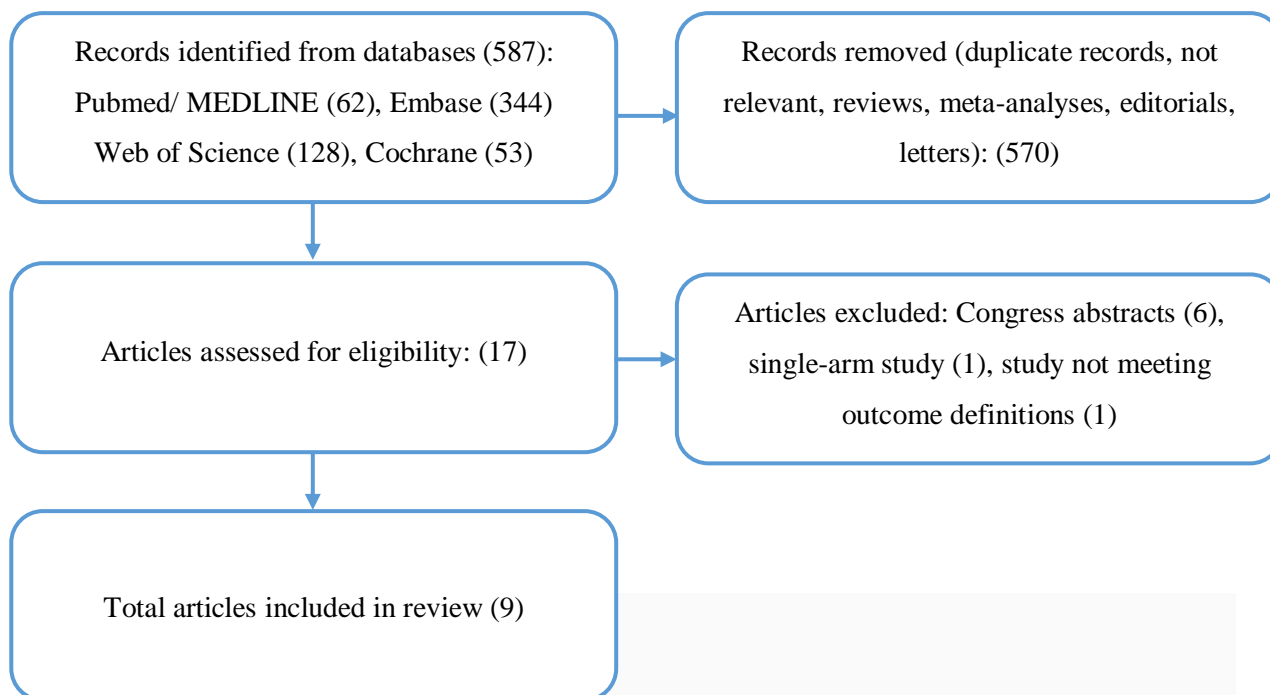 Records identified from databases (587):
Pubmed/ MEDLINE (62), Embase (344)
Web of Science (128), Cochrane (53)
Records removed (duplicate records, not
relevant, reviews, meta-analyses, editorials,
letters): (570)
Articles assessed for eligibility: (17)
Articles excluded: Congress abstracts (6),
single-arm study (1), study not meeting
outcome definitions (1)
Total articles included in review (9)